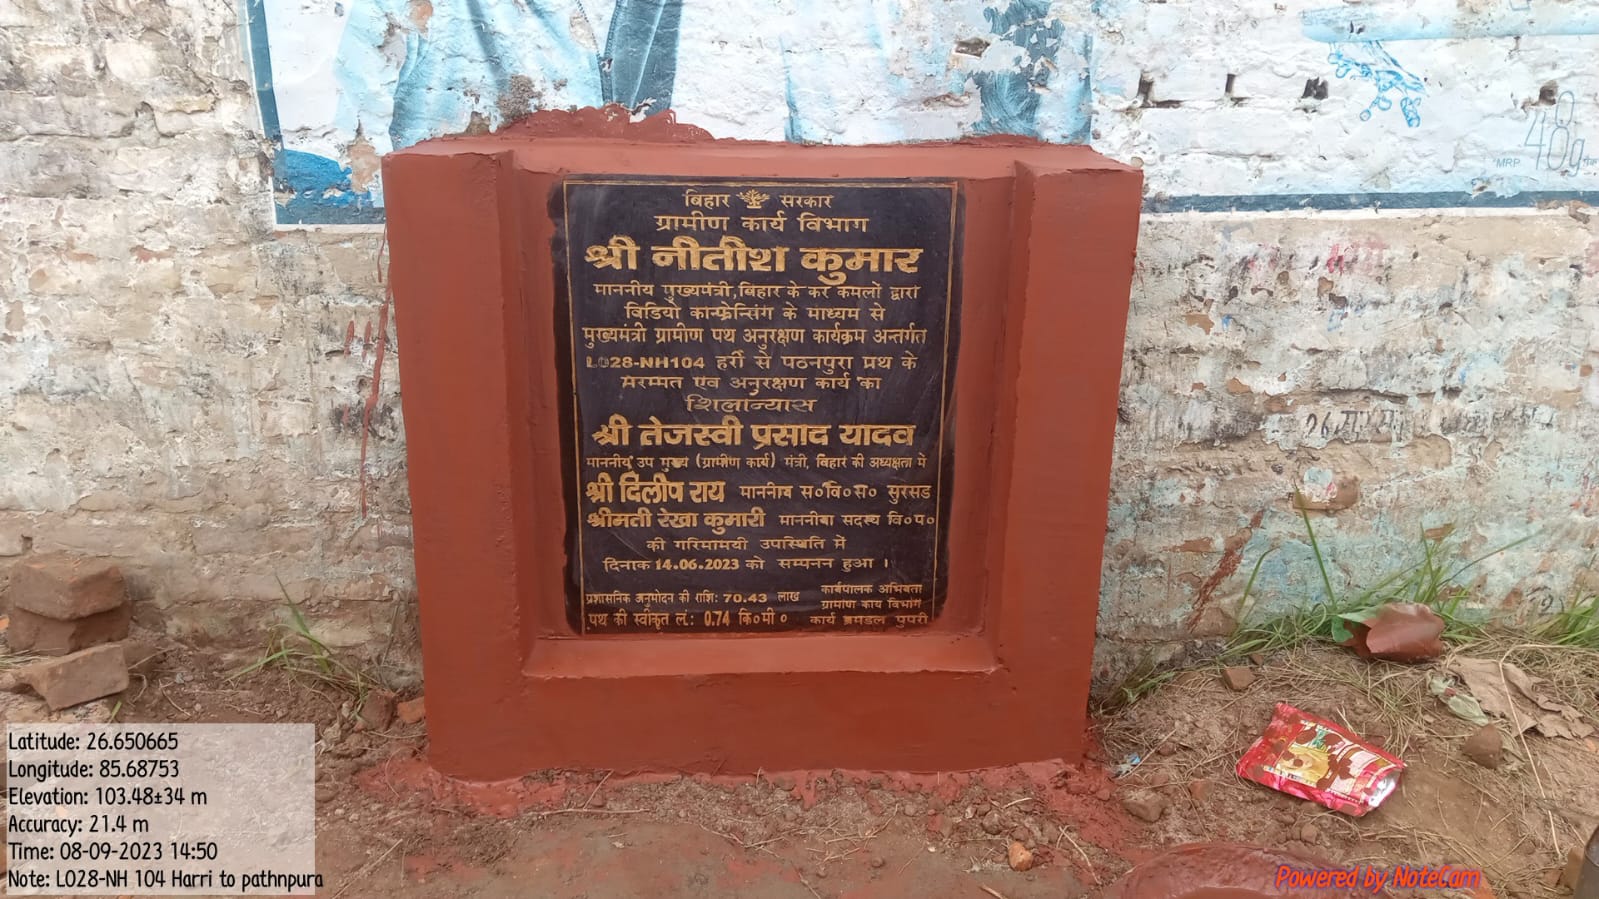 बिहार सरकार
ग्रामीण कार्य विभाग
श्री नीतीश कुमार
माननीय मुख्यमंत्री, बिहार के कर कमलों द्वारा
विडियो कान्फ्रेन्सिंग के माध्यम से
मुख्यमंत्री ग्रामीण पथ अनुरक्षण कार्यक्रम अन्तर्गत
L028-NH104 हर्री से पठनपुरा प्रथ के
मरम्मत एव अनुरक्षण कार्य का
शिलान्यास
श्री तेजस्वी प्रसाद यादव
माननीय उप मुख्य (ग्रामीण कार्य) मंत्री, बिहार की अध्यक्षता में
श्री दिलीप राय माननीय स०वि०स० सुरसड
श्रीमती रेखा कुमारी माननीया सदस्य वि०प०
की गरिमामयी उपस्थिति में
दिनाक 14.06.2023 को सम्पनन हुआ ।
प्रशासनिक अनुमोदन की राशि: 70.43 लाख
कार्यपालक अभियंता
ग्रामीण कार्य विभाग
पथ की स्वीकृत लं.: 0.74 कि०मी०
कार्य प्रमंडल पुपरी
MRP 48
Latitude: 26.650665
Longitude: 85.68753
Elevation: 103.48±34 m
Accuracy: 21.4 m
Time: 08-09-2023 14:50
Note: L028-NH 104 Harri to pathnpura
Powered by NoteCam